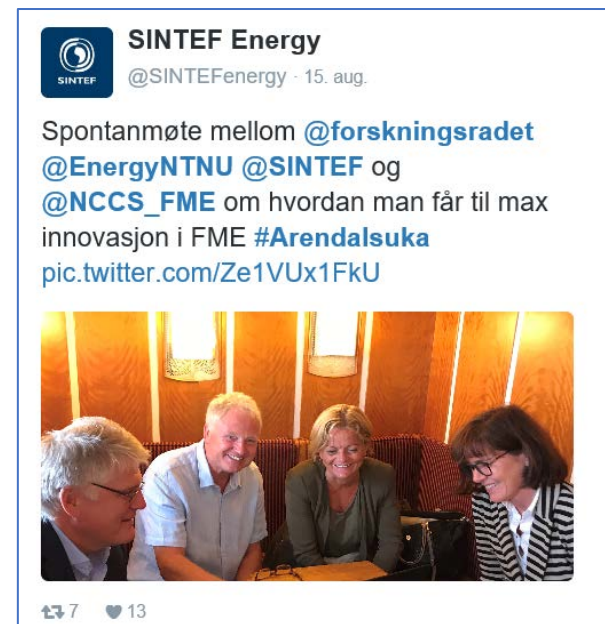 SINTEF Energy
SINTEF
@SINTEFenergy · 15. aug.
Spontanmøte mellom @forskningsradet
@EnergyNTNU @SINTEF og
@NCCS_FME om hvordan man får til max
innovasjon i FME #Arendalsuka
pic.twitter.com/Ze1VUx1FkU
7 13